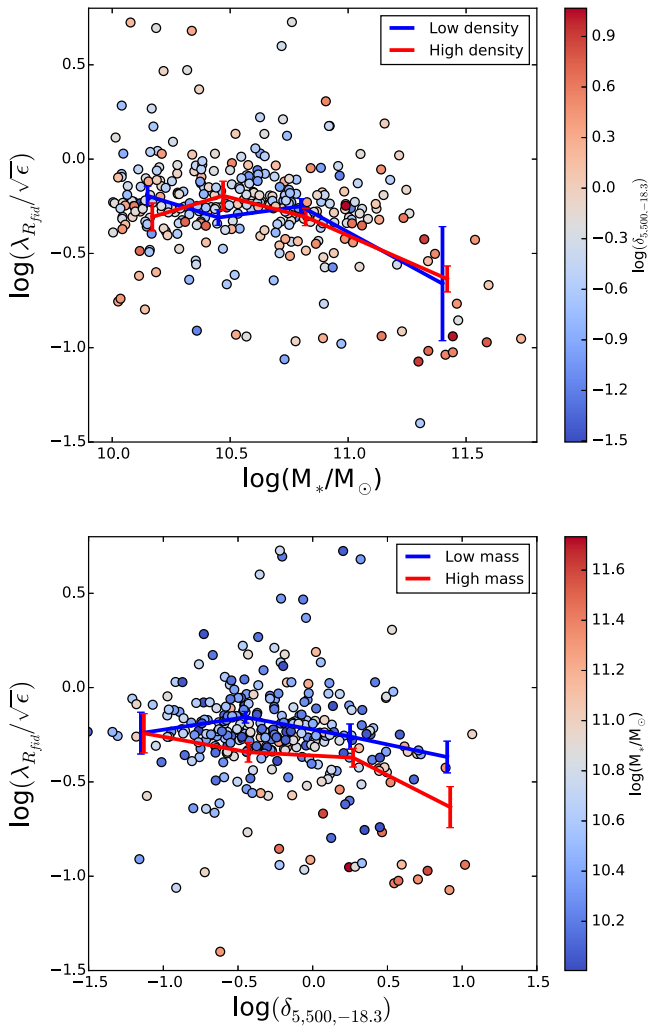 Low density
High density
0.5
0.0
−0.5
−1.0
−1.5
log(λ_{R_{fid}}/√ϵ)
10.0 10.5 11.0 11.5
log(M_*/M_⊙)
0.9
0.6
0.3
0.0
−0.3
−0.6
−0.9
−1.2
−1.5
log(δ_{5,500,−18.3})
Low mass
High mass
0.5
0.0
−0.5
−1.0
−1.5
log(λ_{R_{fid}}/√ϵ)
−1.5 −1.0 −0.5 0.0 0.5 1.0 1.5
log(δ_{5,500,−18.3})
11.6
11.4
11.2
11.0
10.8
10.6
10.4
10.2
log(M_*/M_⊙)